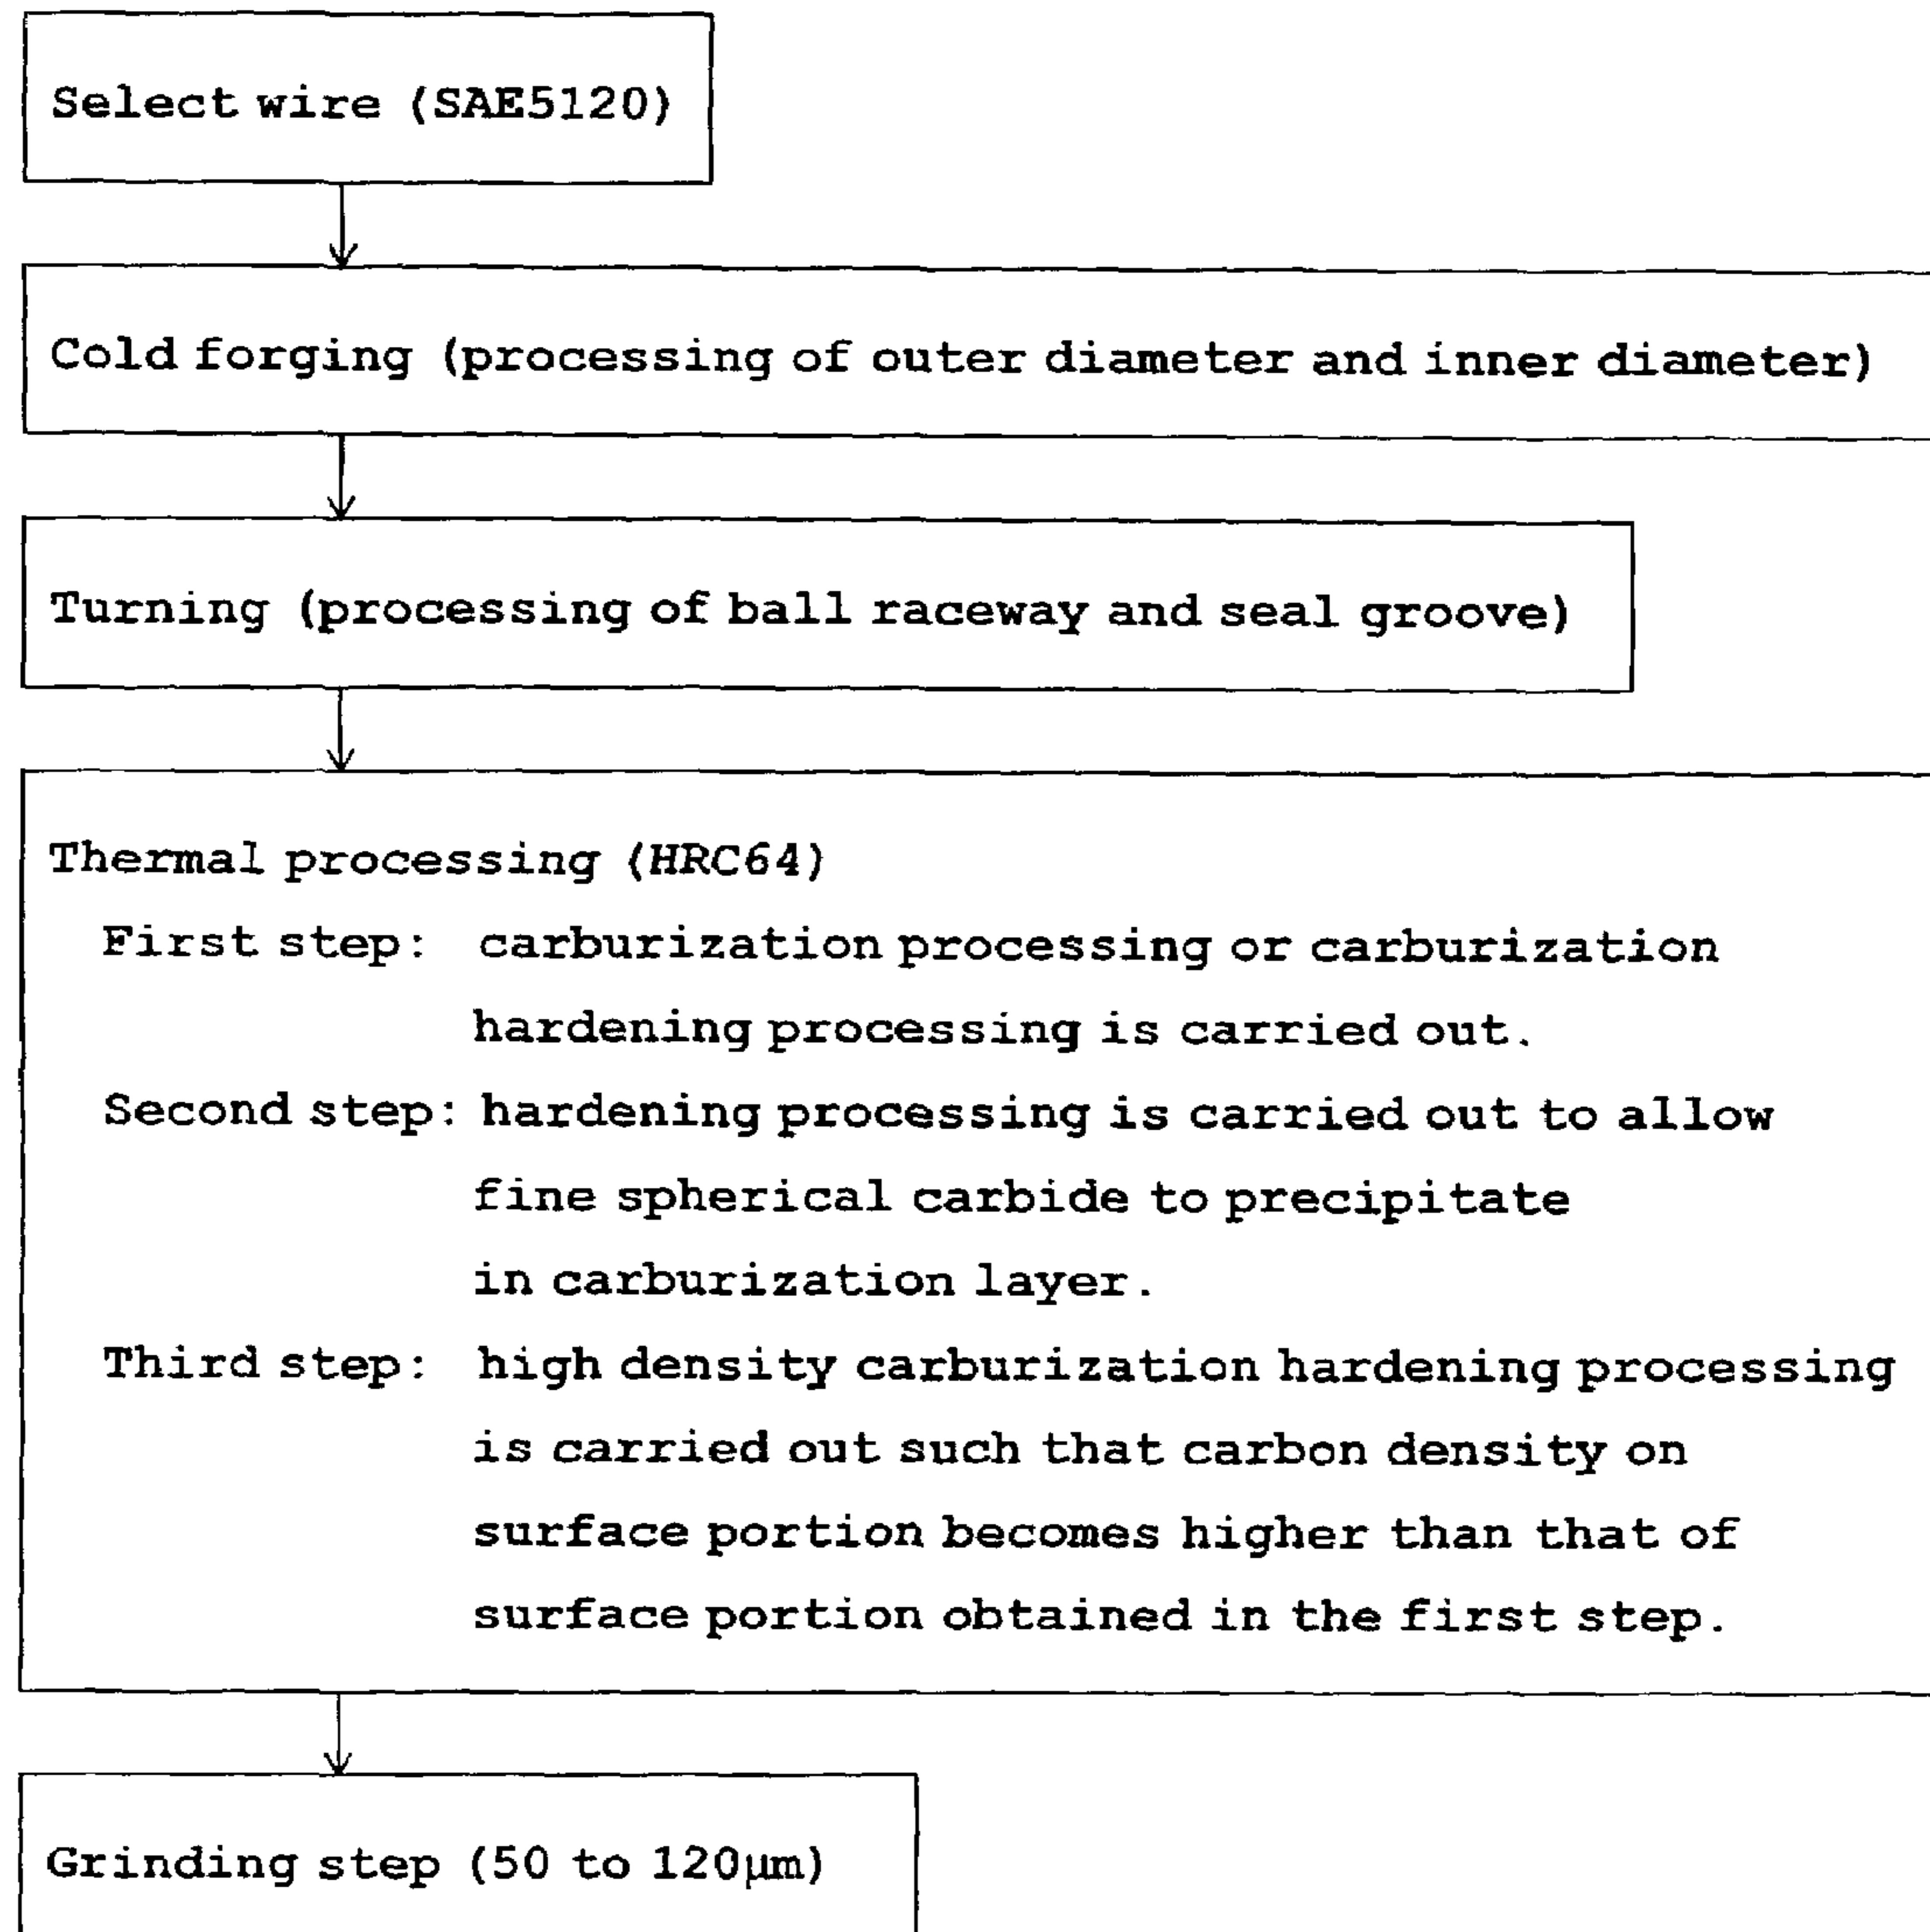 Select wire (SAE5120)
Cold forging (processing of outer diameter and inner diameter)
Turning (processing of ball raceway and seal groove)
Thermal processing (HRC64)
First step: carburization processing or carburization
hardening processing is carried out.
Second step: hardening processing is carried out to allow
fine spherical carbide to precipitate
in carburization layer.
Third step: high density carburization hardening processing
is carried out such that carbon density on
surface portion becomes higher than that of
surface portion obtained in the first step.
Grinding step (50 to 120μm)